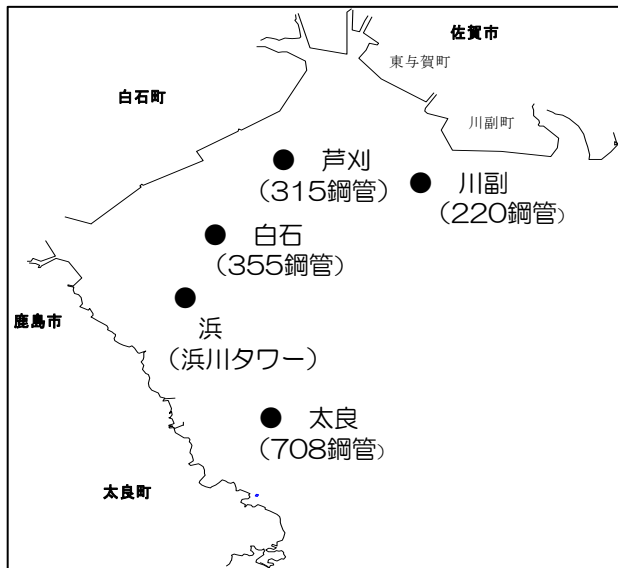 佐賀市
東与賀町
白石町
川副町
芦刈
（315鋼管）
川副
（220鋼管）
白石
（355鋼管）
鹿島市
浜
（浜川タワー）
太良
（708鋼管）
太良町